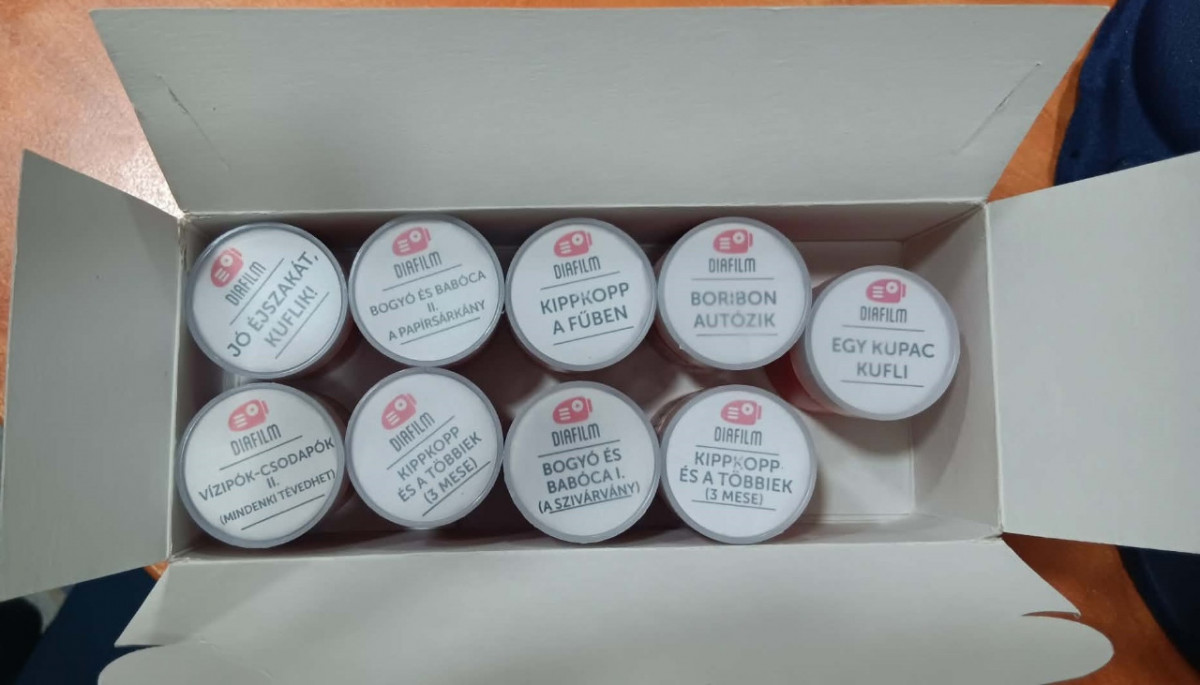 DIAFILM
JÓ ÉJSZAKÁT,
KUFLIK!
DIAFILM
BOGYÓ ÉS BABÓCA
II.
A PAPÍRSÁRKÁNY
DIAFILM
KIPPKOPP
A FŰBEN
DIAFILM
BORIBON
AUTÓZIK
DIAFILM
EGY KUPAC
KUFLI
DIAFILM
VÍZIPÓK-CSODAPÓK
II.
(MINDENKI TÉVEDHET)
DIAFILM
KIPPKOPP
ÉS A TÖBBIEK
(3 MESE)
DIAFILM
BOGYÓ ÉS
BABÓCA I.
(A SZIVÁRVÁNY)
DIAFILM
KIPPKOPP
ÉS A TÖBBIEK
(3 MESE)